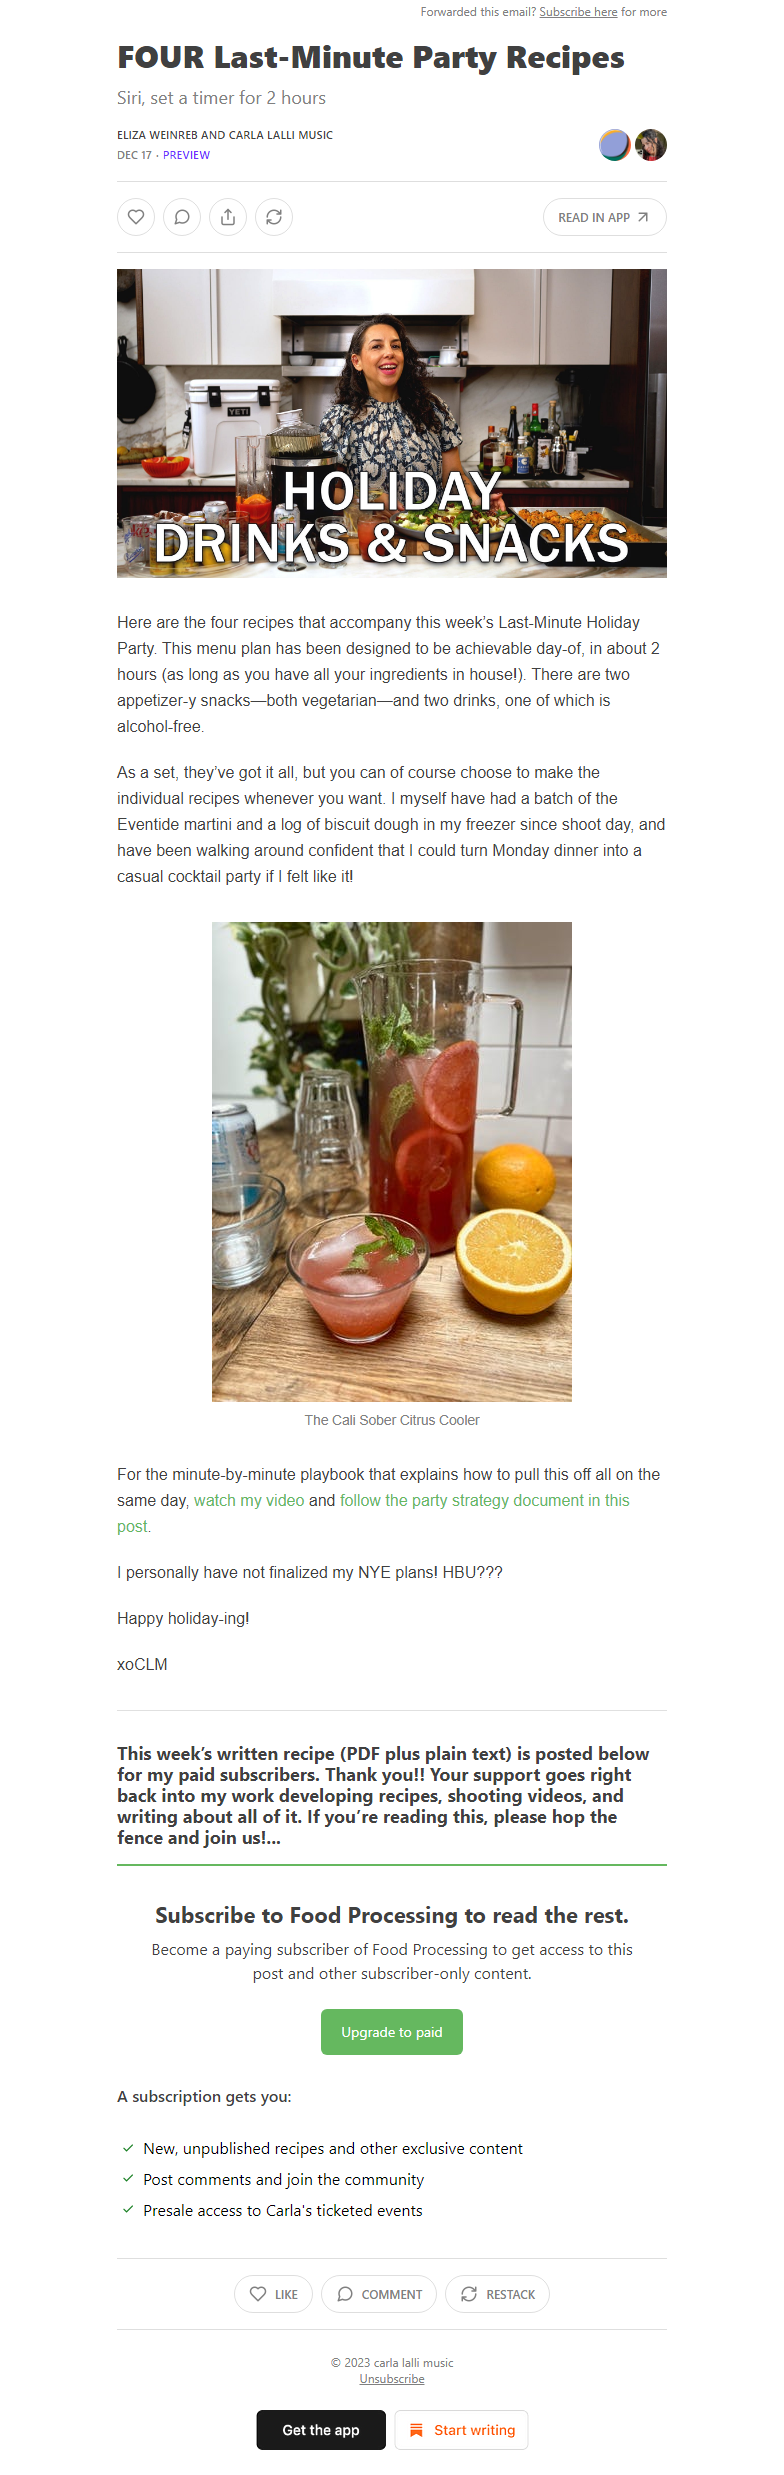 Forwarded this email? Subscribe here for more
FOUR Last-Minute Party Recipes
Siri, set a timer for 2 hours
ELIZA WEINREB AND CARLA LALLI MUSIC
DEC 17 · PREVIEW
READ IN APP
YETI
HOLIDAY
DRINKS & SNACKS
Here are the four recipes that accompany this week’s Last-Minute Holiday
Party. This menu plan has been designed to be achievable day-of, in about 2
hours (as long as you have all your ingredients in house!). There are two
appetizer-y snacks—both vegetarian—and two drinks, one of which is
alcohol-free.
As a set, they’ve got it all, but you can of course choose to make the
individual recipes whenever you want. I myself have had a batch of the
Eventide martini and a log of biscuit dough in my freezer since shoot day, and
have been walking around confident that I could turn Monday dinner into a
casual cocktail party if I felt like it!
The Cali Sober Citrus Cooler
For the minute-by-minute playbook that explains how to pull this off all on the
same day, watch my video and follow the party strategy document in this
post.
I personally have not finalized my NYE plans! HBU???
Happy holiday-ing!
xoCLM
This week’s written recipe (PDF plus plain text) is posted below
for my paid subscribers. Thank you!! Your support goes right
back into my work developing recipes, shooting videos, and
writing about all of it. If you’re reading this, please hop the
fence and join us!...
Subscribe to Food Processing to read the rest.
Become a paying subscriber of Food Processing to get access to this
post and other subscriber-only content.
Upgrade to paid
A subscription gets you:
New, unpublished recipes and other exclusive content
Post comments and join the community
Presale access to Carla's ticketed events
LIKE
COMMENT
RESTACK
© 2023 carla lalli music
Unsubscribe
Get the app
Start writing